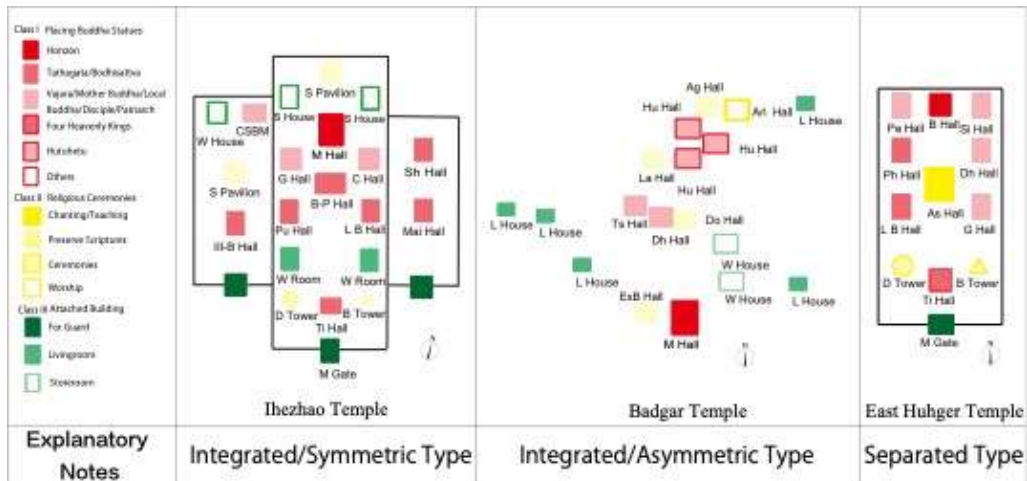 Class I Placing Buddha Statues
Honzon
Tathagata/Bodhisattva
Vajara/Mother Buddha/Local
Buddha/Disciple/Patriarch
Four Heavenly Kings
Hutuhetu
Others
Class II Religious Ceremonies
Chanting/Teaching
Preserve Scriptures
Ceremonies
Worship
Class III Attached Building
For Guard
Livingroom
Storeroom
Explanatory
Notes
S Pavilion
S House
S House
W House
CSBM
M Hall
G Hall
C Hall
Sh Hall
S Pavilion
B-P Hall
III-B Hall
Pu Hall
L B Hall
Mai Hall
W Room
W Room
D Tower
B Tower
Ti Hall
M Gate
Ihezhao Temple
Integrated/Symmetric Type
Ag Hall
Hu Hall
Ari Hall
L House
Hu Hall
La Hall
Hu Hall
L House
L House
Ts Hall
Dh Hall
Do Hall
W House
L House
W House
L House
ExB Hall
M Hall
N
Badgar Temple
Integrated/Asymmetric Type
Pa Hall
B Hall
Si Hall
Ph Hall
Dh Hall
As Hall
L B Hall
G Hall
D Tower
B Tower
Ti Hall
M Gate
East Huhger Temple
Separated Type